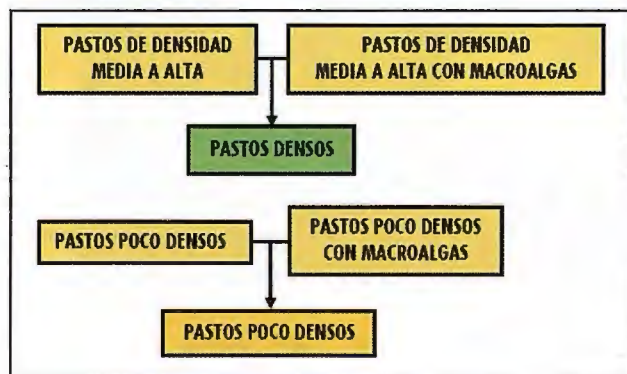 PASTOS DE DENSIDAD
MEDIA A ALTA
PASTOS DE DENSIDAD
MEDIA A ALTA CON MACROALGAS
PASTOS DENSOS
PASTOS POCO DENSOS
PASTOS POCO DENSOS
CON MACROALGAS
PASTOS POCO DENSOS